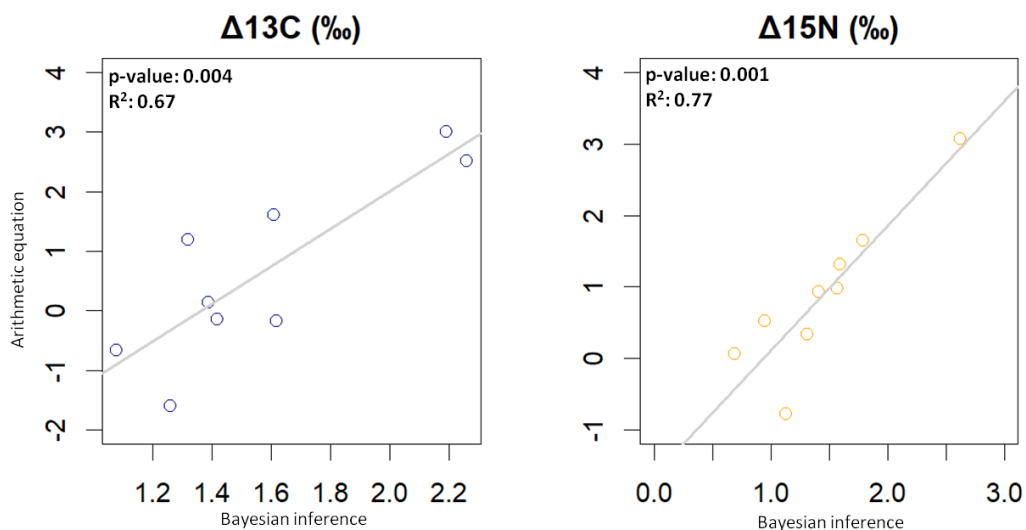 Δ13C (‰)
p-value: 0.004
R²: 0.67
4
3
2
1
0
-1
-2
Arithmetic equation
1.2 1.4 1.6 1.8 2.0 2.2
Bayesian inference
Δ15N (‰)
p-value: 0.001
R²: 0.77
4
3
2
1
0
-1
0.0 1.0 2.0 3.0
Bayesian inference